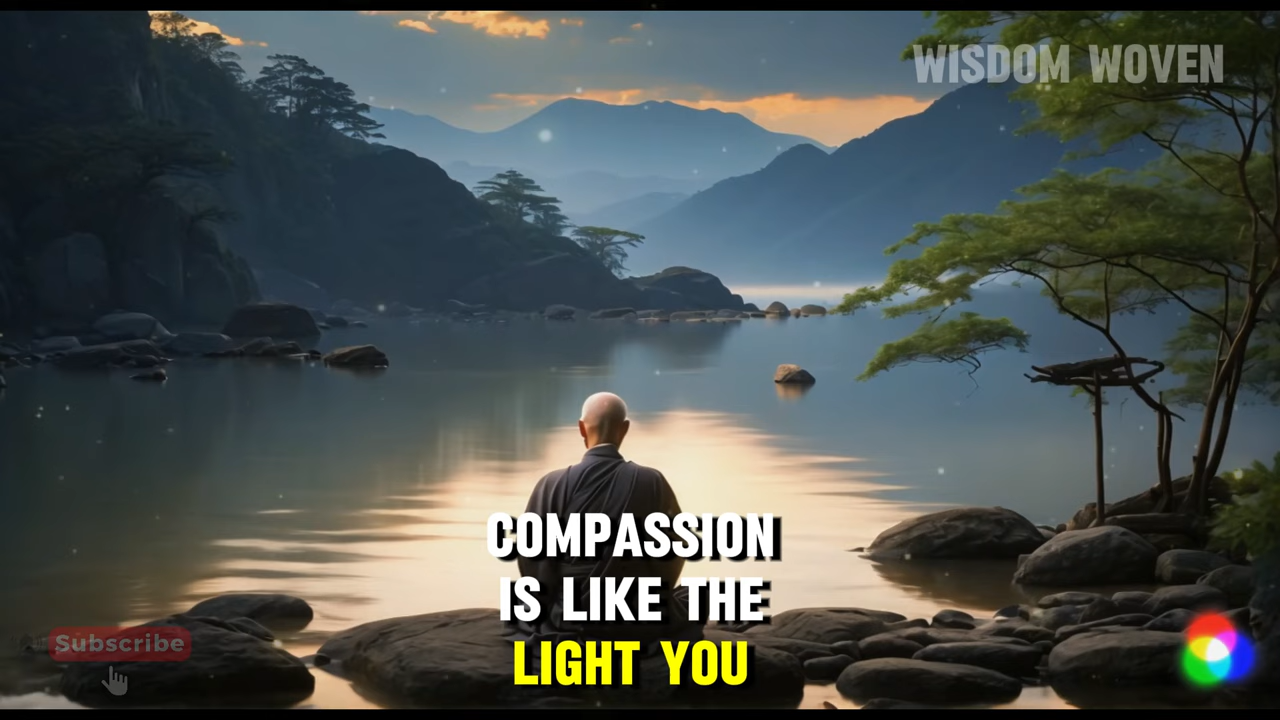 WISDOM WOVEN
COMPASSION
IS LIKE THE
LIGHT YOU
Subscribe